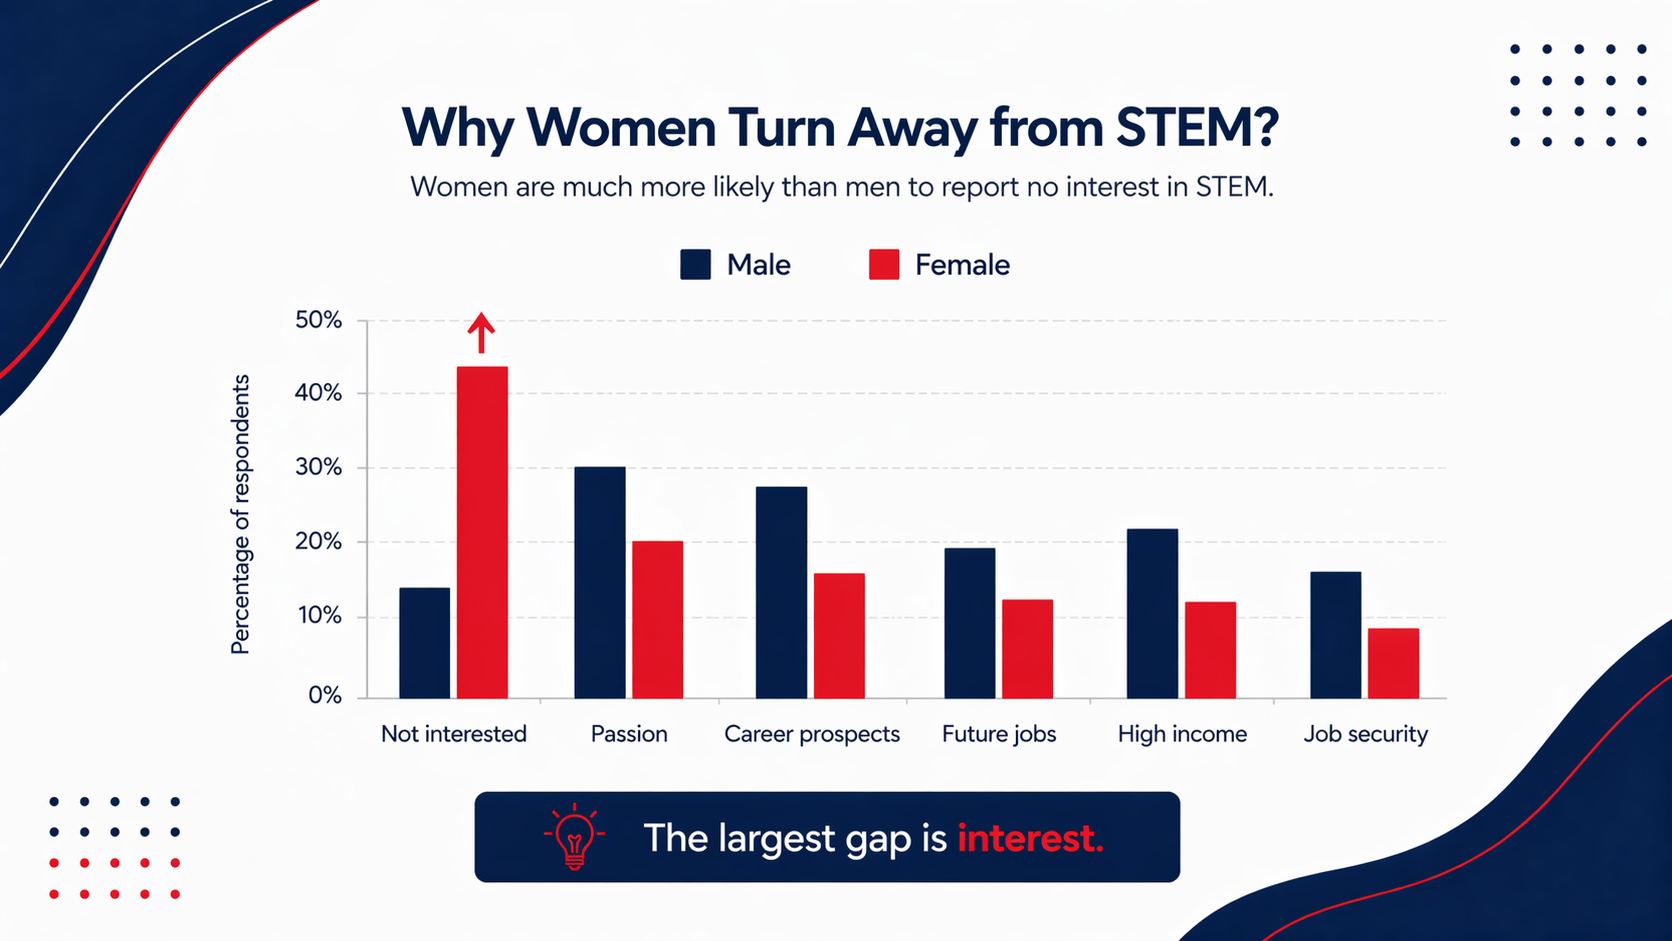 Why Women Turn Away from STEM?
Women are much more likely than men to report no interest in STEM.
Male
Female
Percentage of respondents
50%
40%
30%
20%
10%
0%
Not interested
Passion
Career prospects
Future jobs
High income
Job security
The largest gap is interest.